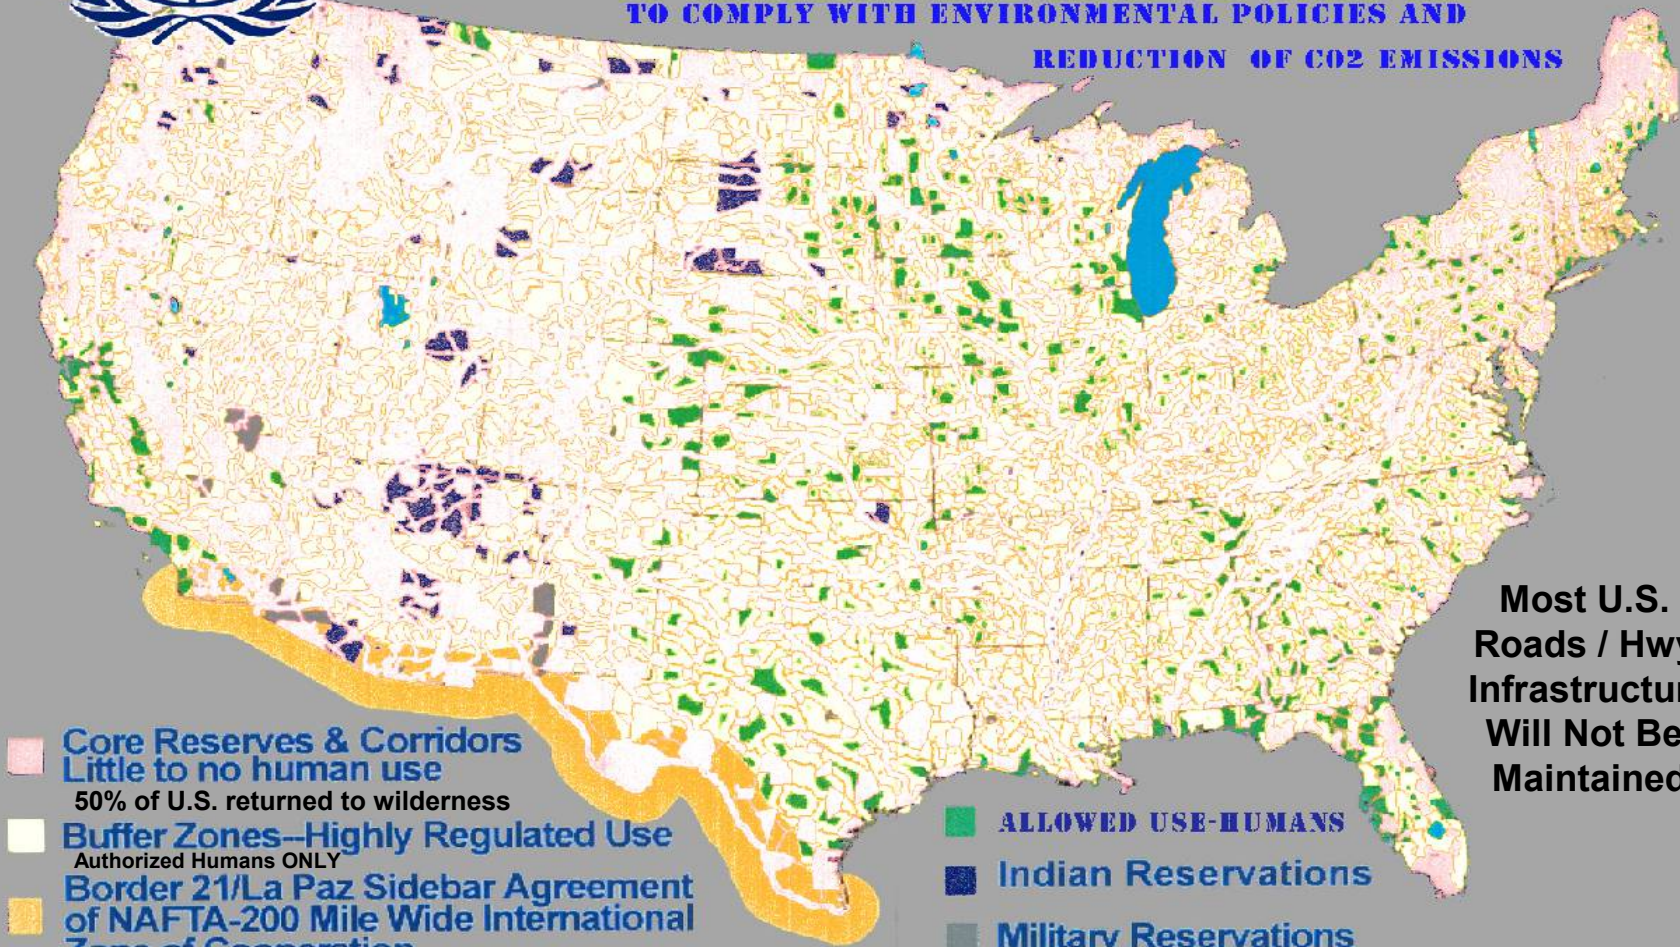 TO COMPLY WITH ENVIRONMENTAL POLICIES AND
REDUCTION OF CO2 EMISSIONS
Most U.S.
Roads / Hwy
Infrastructur
Will Not Be
Maintained
Core Reserves & Corridors
Little to no human use
50% of U.S. returned to wilderness
Buffer Zones--Highly Regulated Use
Authorized Humans ONLY
Border 21/La Paz Sidebar Agreement
of NAFTA-200 Mile Wide International
Zone of Cooperation
ALLOWED USE-HUMANS
Indian Reservations
Military Reservations